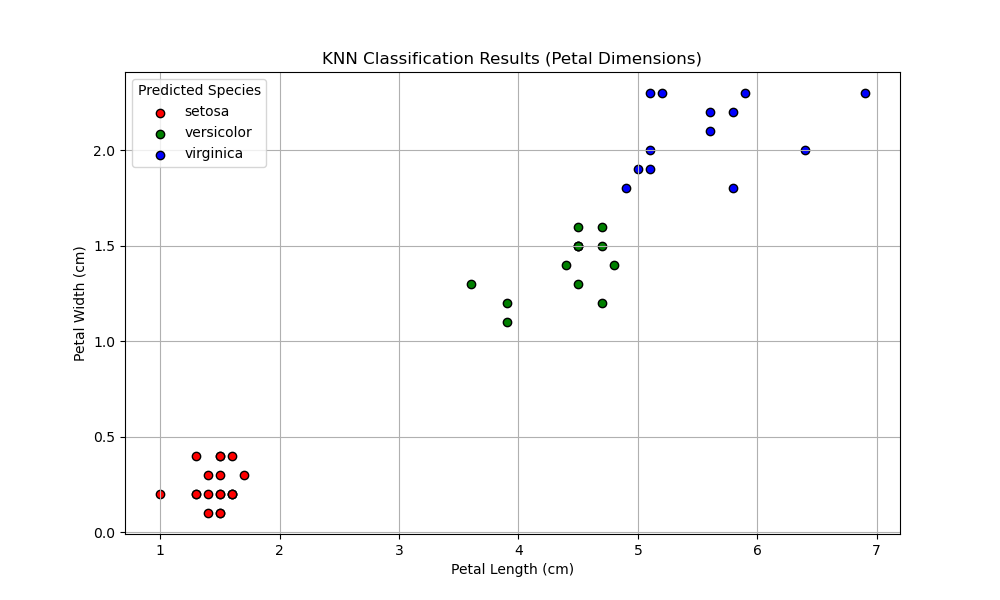 KNN Classification Results (Petal Dimensions)
Predicted Species
setosa
versicolor
virginica
Petal Width (cm)
2.0
1.5
1.0
0.5
0.0
1 2 3 4 5 6 7
Petal Length (cm)